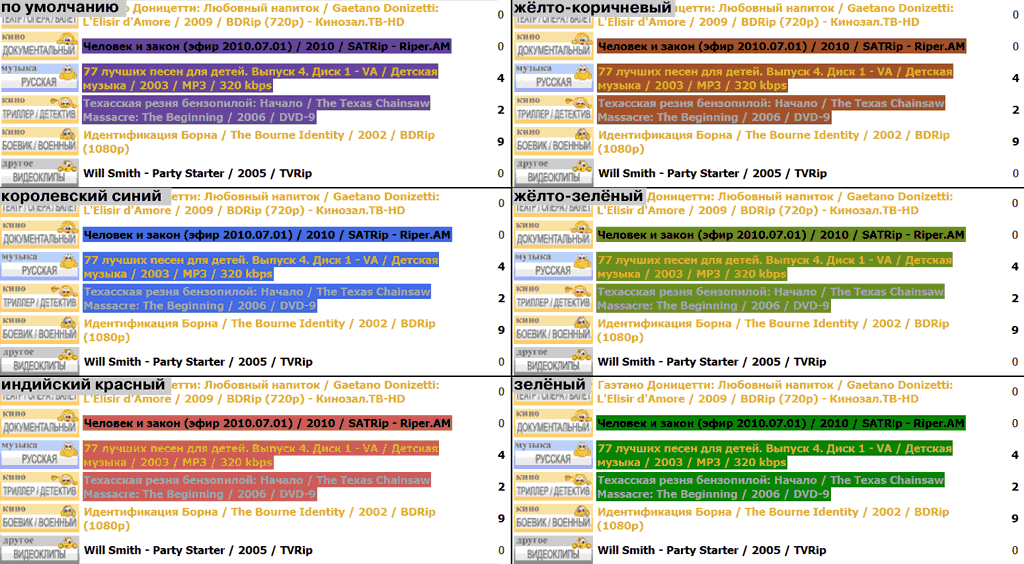 по умолчанию
о Доницетти: Любовный напиток / Gaetano Donizetti:
ТЕАТР/ОПЕРА/БАЛЕТ L'Elisir d'Amore / 2009 / BDRip (720p) - Кинозал.ТВ-HD 0
кино
ДОКУМЕНТАЛЬНЫЙ Человек и закон (эфир 2010.07.01) / 2010 / SATRip - Riper.AM 0
музыка 77 лучших песен для детей. Выпуск 4. Диск 1 - VA / Детская
РУССКАЯ музыка / 2003 / MP3 / 320 kbps 4
кино Техасская резня бензопилой: Начало / The Texas Chainsaw
ТРИЛЛЕР / ДЕТЕКТИВ Massacre: The Beginning / 2006 / DVD-9 2
кино Идентификация Борна / The Bourne Identity / 2002 / BDRip
БОЕВИК / ВОЕННЫЙ (1080p) 9
другое
ВИДЕОКЛИПЫ Will Smith - Party Starter / 2005 / TVRip 0
жёлто-коричневый
ницетти: Любовный напиток / Gaetano Donizetti:
ТЕАТР/ОПЕРА/БАЛЕТ L'Elisir d'Amore / 2009 / BDRip (720p) - Кинозал.ТВ-HD 0
кино
ДОКУМЕНТАЛЬНЫЙ Человек и закон (эфир 2010.07.01) / 2010 / SATRip - Riper.AM 0
музыка 77 лучших песен для детей. Выпуск 4. Диск 1 - VA / Детская
РУССКАЯ музыка / 2003 / MP3 / 320 kbps 4
кино Техасская резня бензопилой: Начало / The Texas Chainsaw
ТРИЛЛЕР / ДЕТЕКТИВ Massacre: The Beginning / 2006 / DVD-9 2
кино Идентификация Борна / The Bourne Identity / 2002 / BDRip
БОЕВИК / ВОЕННЫЙ (1080p) 9
другое
ВИДЕОКЛИПЫ Will Smith - Party Starter / 2005 / TVRip 0
королевский синий
етти: Любовный напиток / Gaetano Donizetti:
ТЕАТР/ОПЕРА/БАЛЕТ L'Elisir d'Amore / 2009 / BDRip (720p) - Кинозал.ТВ-HD 0
кино
ДОКУМЕНТАЛЬНЫЙ Человек и закон (эфир 2010.07.01) / 2010 / SATRip - Riper.AM 0
музыка 77 лучших песен для детей. Выпуск 4. Диск 1 - VA / Детская
РУССКАЯ музыка / 2003 / MP3 / 320 kbps 4
кино Техасская резня бензопилой: Начало / The Texas Chainsaw
ТРИЛЛЕР / ДЕТЕКТИВ Massacre: The Beginning / 2006 / DVD-9 2
кино Идентификация Борна / The Bourne Identity / 2002 / BDRip
БОЕВИК / ВОЕННЫЙ (1080p) 9
другое
ВИДЕОКЛИПЫ Will Smith - Party Starter / 2005 / TVRip 0
жёлто-зелёный
оницетти: Любовный напиток / Gaetano Donizetti:
ТЕАТР/ОПЕРА/БАЛЕТ L'Elisir d'Amore / 2009 / BDRip (720p) - Кинозал.ТВ-HD 0
кино
ДОКУМЕНТАЛЬНЫЙ Человек и закон (эфир 2010.07.01) / 2010 / SATRip - Riper.AM 0
музыка 77 лучших песен для детей. Выпуск 4. Диск 1 - VA / Детская
РУССКАЯ музыка / 2003 / MP3 / 320 kbps 4
кино Техасская резня бензопилой: Начало / The Texas Chainsaw
ТРИЛЛЕР / ДЕТЕКТИВ Massacre: The Beginning / 2006 / DVD-9 2
кино Идентификация Борна / The Bourne Identity / 2002 / BDRip
БОЕВИК / ВОЕННЫЙ (1080p) 9
другое
ВИДЕОКЛИПЫ Will Smith - Party Starter / 2005 / TVRip 0
индийский красный
етти: Любовный напиток / Gaetano Donizetti:
ТЕАТР/ОПЕРА/БАЛЕТ L'Elisir d'Amore / 2009 / BDRip (720p) - Кинозал.ТВ-HD 0
кино
ДОКУМЕНТАЛЬНЫЙ Человек и закон (эфир 2010.07.01) / 2010 / SATRip - Riper.AM 0
музыка 77 лучших песен для детей. Выпуск 4. Диск 1 - VA / Детская
РУССКАЯ музыка / 2003 / MP3 / 320 kbps 4
кино Техасская резня бензопилой: Начало / The Texas Chainsaw
ТРИЛЛЕР / ДЕТЕКТИВ Massacre: The Beginning / 2006 / DVD-9 2
кино Идентификация Борна / The Bourne Identity / 2002 / BDRip
БОЕВИК / ВОЕННЫЙ (1080p) 9
другое
ВИДЕОКЛИПЫ Will Smith - Party Starter / 2005 / TVRip 0
зелёный
Гаэтано Доницетти: Любовный напиток / Gaetano Donizetti:
ТЕАТР/ОПЕРА/БАЛЕТ L'Elisir d'Amore / 2009 / BDRip (720p) - Кинозал.ТВ-HD 0
кино
ДОКУМЕНТАЛЬНЫЙ Человек и закон (эфир 2010.07.01) / 2010 / SATRip - Riper.AM 0
музыка 77 лучших песен для детей. Выпуск 4. Диск 1 - VA / Детская
РУССКАЯ музыка / 2003 / MP3 / 320 kbps 4
кино Техасская резня бензопилой: Начало / The Texas Chainsaw
ТРИЛЛЕР / ДЕТЕКТИВ Massacre: The Beginning / 2006 / DVD-9 2
кино Идентификация Борна / The Bourne Identity / 2002 / BDRip
БОЕВИК / ВОЕННЫЙ (1080p) 9
другое
ВИДЕОКЛИПЫ Will Smith - Party Starter / 2005 / TVRip 0